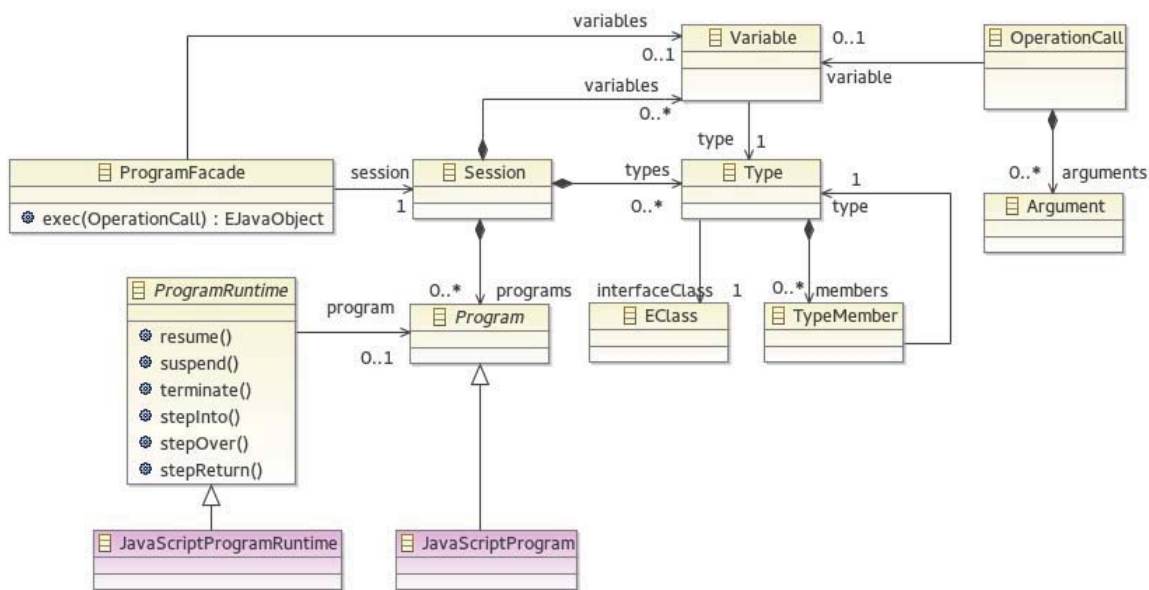 variables
Variable
0..1
OperationCall
0..1
variables
variable
0..*
type 1
0..* arguments
ProgramFacade
session
Session
types
Type
1
exec(OperationCall) : EJavaObject
1
0..*
type
Argument
ProgramRuntime
0..* programs
interfaceClass 1
0..* members
program
Program
EClass
TypeMember
resume()
0..1
suspend()
terminate()
stepInto()
stepOver()
stepReturn()
JavaScriptProgramRuntime
JavaScriptProgram